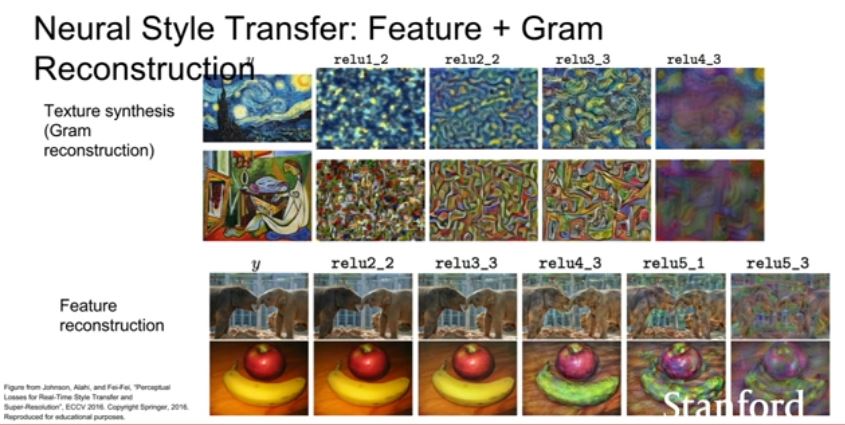 Neural Style Transfer: Feature + Gram
Reconstruction
y relu1_2 relu2_2 relu3_3 relu4_3
Texture synthesis
(Gram
reconstruction)
y relu2_2 relu3_3 relu4_3 relu5_1 relu5_3
Feature
reconstruction
Figure from Johnson, Alahi, and Fei-Fei, "Perceptual
Losses for Real-Time Style Transfer and
Super-Resolution", ECCV 2016. Copyright Springer, 2016.
Reproduced for educational purposes.
Stanford